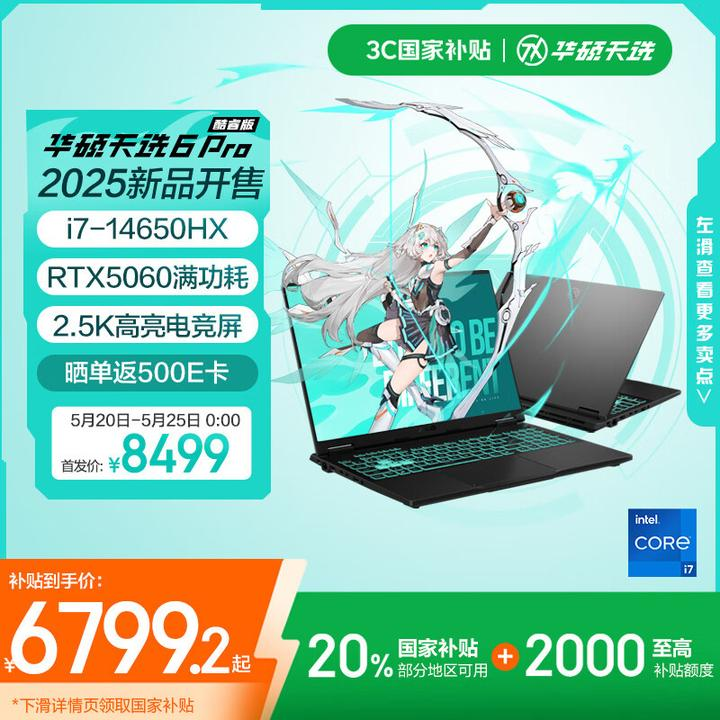 3C国家补贴 | TX 华硕天选
华硕天选6 Pro 酷睿版
2025新品开售
i7-14650HX
RTX5060满功耗
2.5K高亮电竞屏
晒单返500E卡
5月20日-5月25日 0:00
首发价: ¥8499
左滑查看更多卖点>
O BE
DIFFERENT
intel
CORE
i7
补贴到手价:
¥6799.2起
*下滑详情页领取国家补贴
20% 国家补贴 部分地区可用 + 2000 至高 补贴额度